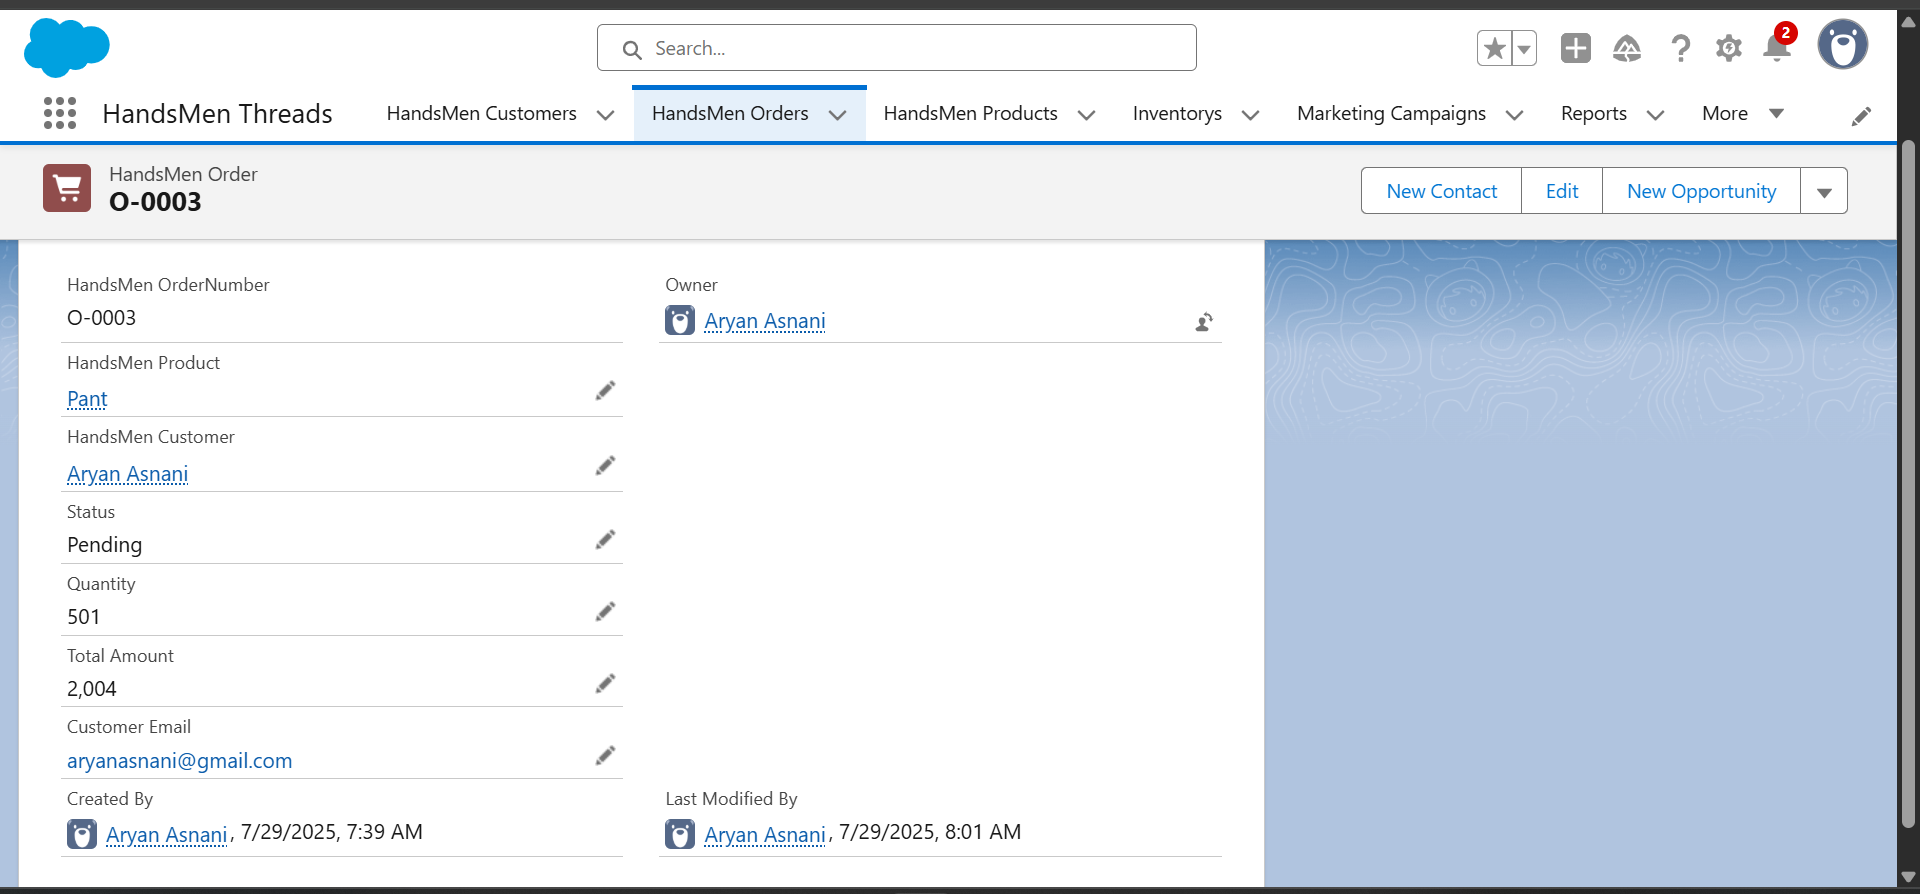 Search...
2
HandsMen Threads
HandsMen Customers
HandsMen Orders
HandsMen Products
Inventorys
Marketing Campaigns
Reports
More
HandsMen Order
O-0003
New Contact
Edit
New Opportunity
HandsMen OrderNumber
O-0003
Owner
Aryan Asnani
HandsMen Product
Pant
HandsMen Customer
Aryan Asnani
Status
Pending
Quantity
501
Total Amount
2,004
Customer Email
aryanasnani@gmail.com
Created By
Aryan Asnani, 7/29/2025, 7:39 AM
Last Modified By
Aryan Asnani, 7/29/2025, 8:01 AM